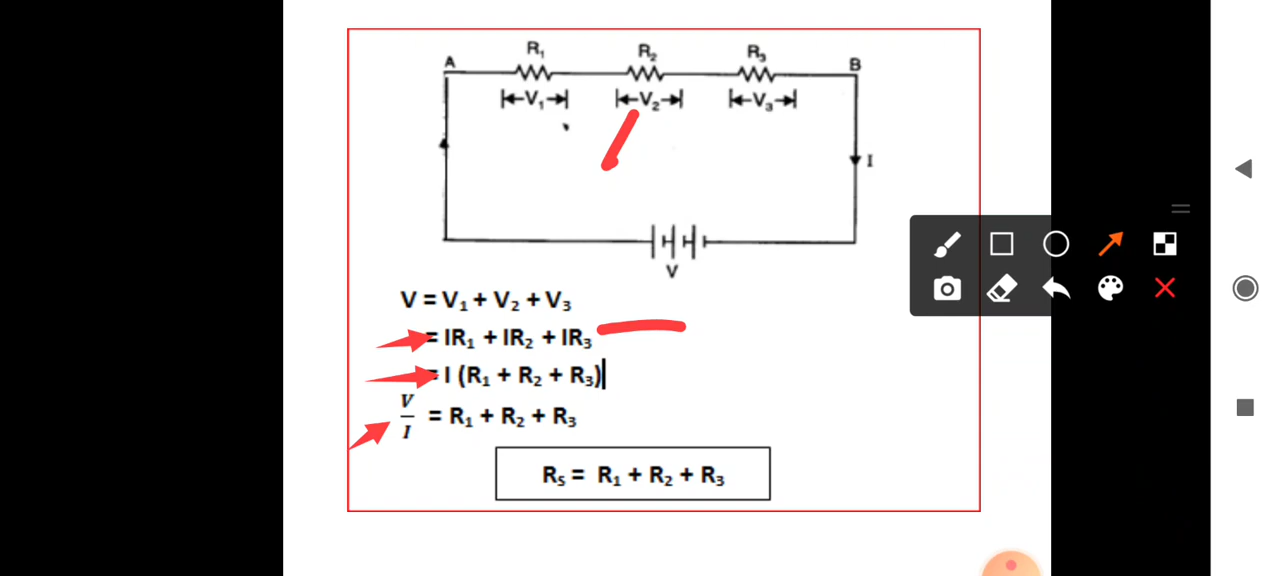 R₁ R₂ R₃
A B
V₁ V₂ V₃
I
V
V = V₁ + V₂ + V₃
= IR₁ + IR₂ + IR₃
= I (R₁ + R₂ + R₃)
V/I = R₁ + R₂ + R₃
R_S = R₁ + R₂ + R₃